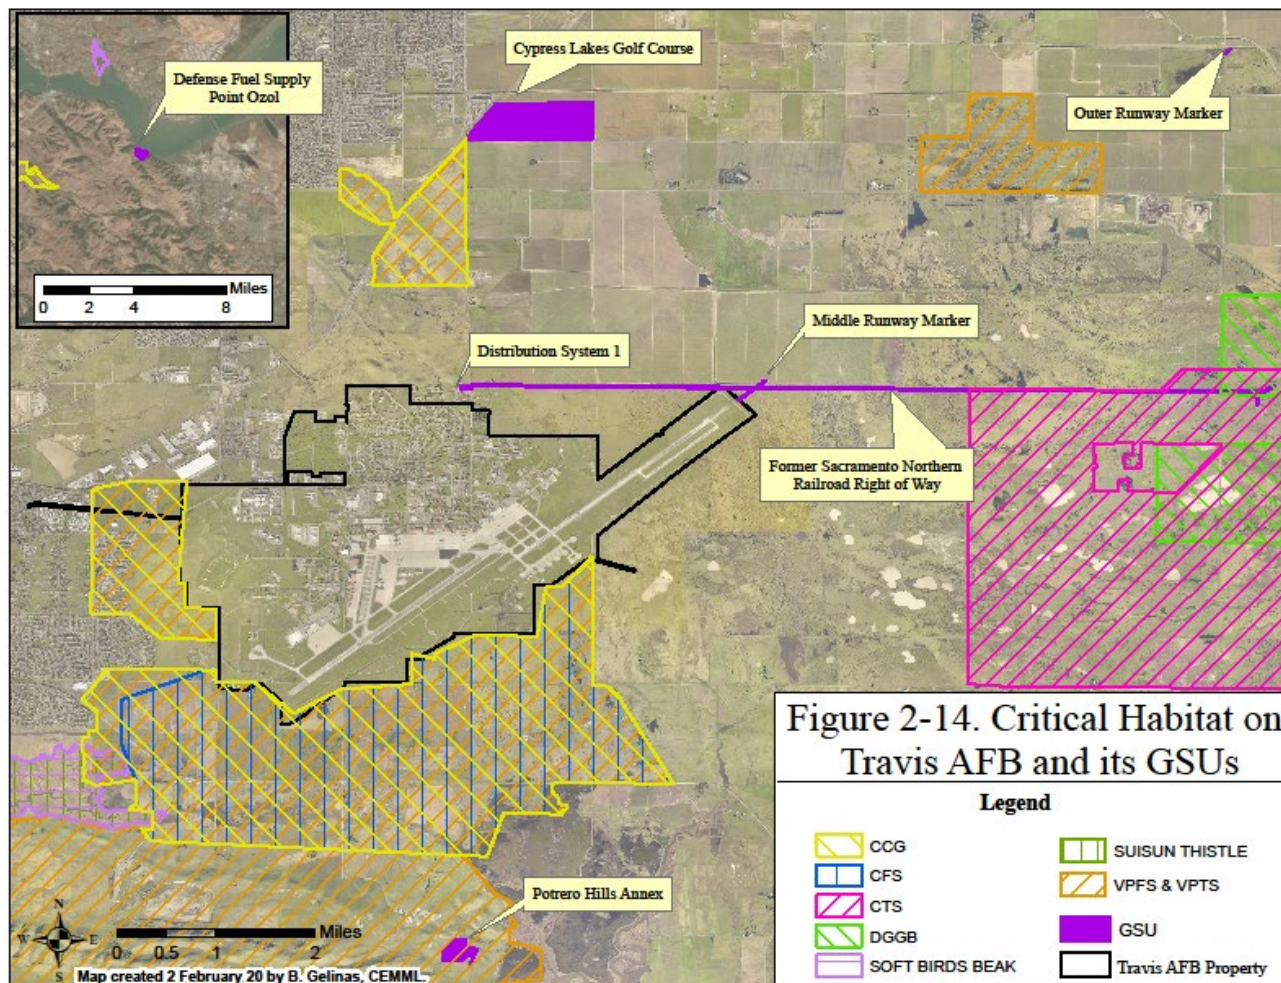 Cypress Lakes Golf Course
Defense Fuel Supply
Point Ozol
Outer Runway Marker
Miles
0 2 4 8
Middle Runway Marker
Distribution System 1
Former Sacramento Northern
Railroad Right of Way
Figure 2-14. Critical Habitat on
Travis AFB and its GSUs
Legend
CCG
CFS
CTS
DGGB
SOFT BIRDS BEAK
SUISUN THISTLE
VPFS & VPTS
GSU
Travis AFB Property
Potrero Hills Annex
N
W E
S
Miles
0 0.5 1 2
Map created 2 February 20 by B. Gelinas, CEMML.